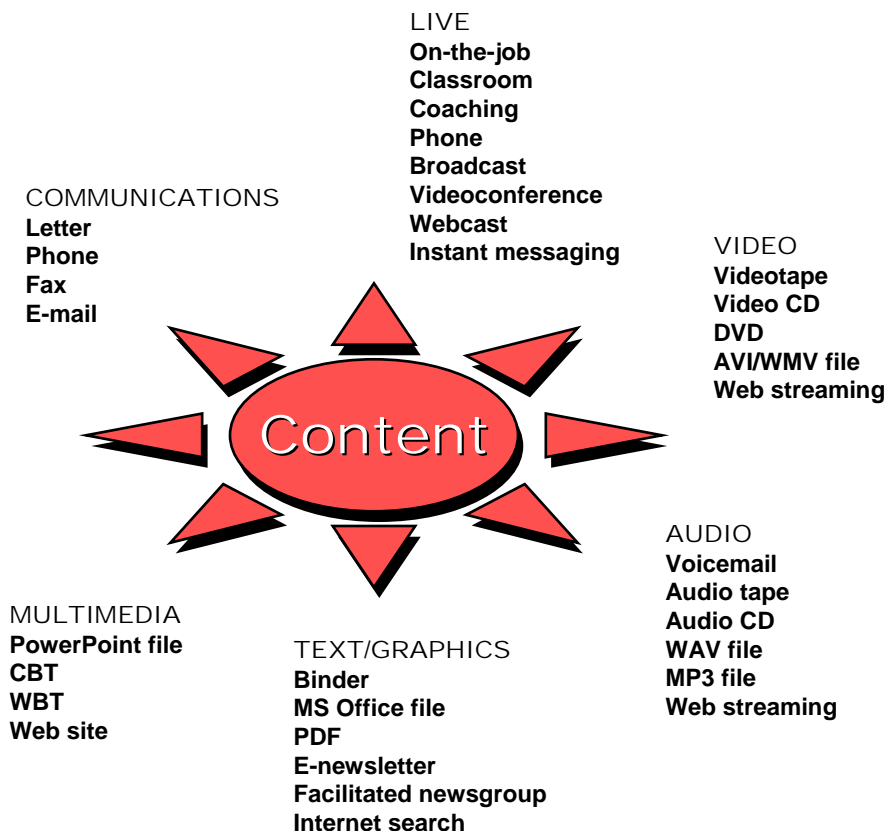 LIVE
On-the-job
Classroom
Coaching
Phone
Broadcast
Videoconference
Webcast
Instant messaging
COMMUNICATIONS
Letter
Phone
Fax
E-mail
VIDEO
Videotape
Video CD
DVD
AVI/WMV file
Web streaming
Content
AUDIO
Voicemail
Audio tape
Audio CD
WAV file
MP3 file
Web streaming
MULTIMEDIA
PowerPoint file
CBT
WBT
Web site
TEXT/GRAPHICS
Binder
MS Office file
PDF
E-newsletter
Facilitated newsgroup
Internet search